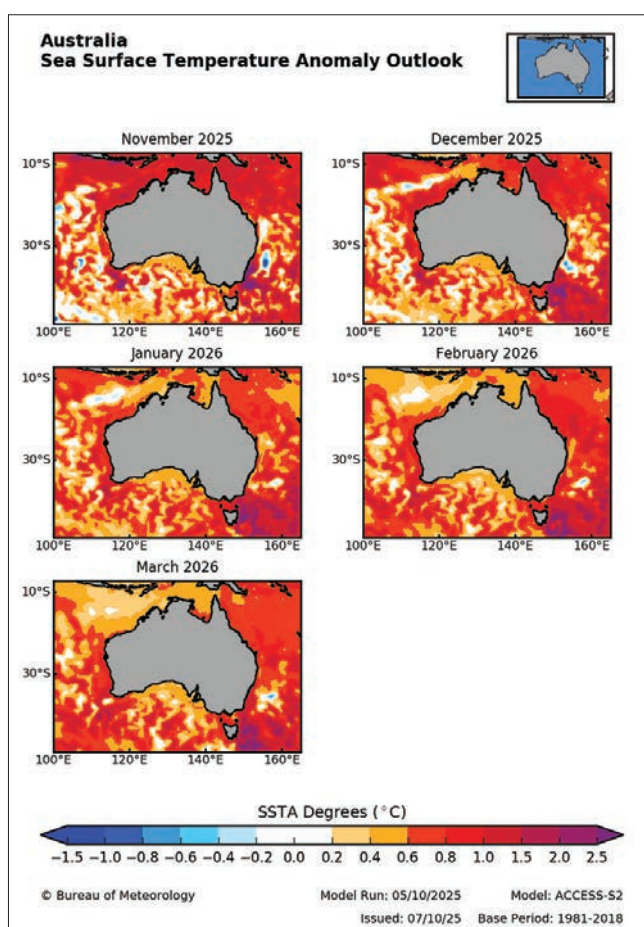 Australia
Sea Surface Temperature Anomaly Outlook
November 2025
December 2025
10°S
30°S
100°E 120°E 140°E 160°E
10°S
30°S
100°E 120°E 140°E 160°E
January 2026
February 2026
10°S
30°S
100°E 120°E 140°E 160°E
10°S
30°S
100°E 120°E 140°E 160°E
March 2026
10°S
30°S
100°E 120°E 140°E 160°E
SSTA Degrees (°C)
−1.5 −1.0 −0.8 −0.6 −0.4 −0.2 0.0 0.2 0.4 0.6 0.8 1.0 1.5 2.0 2.5
© Bureau of Meteorology Model Run: 05/10/2025 Model: ACCESS-S2
Issued: 07/10/25 Base Period: 1981-2018